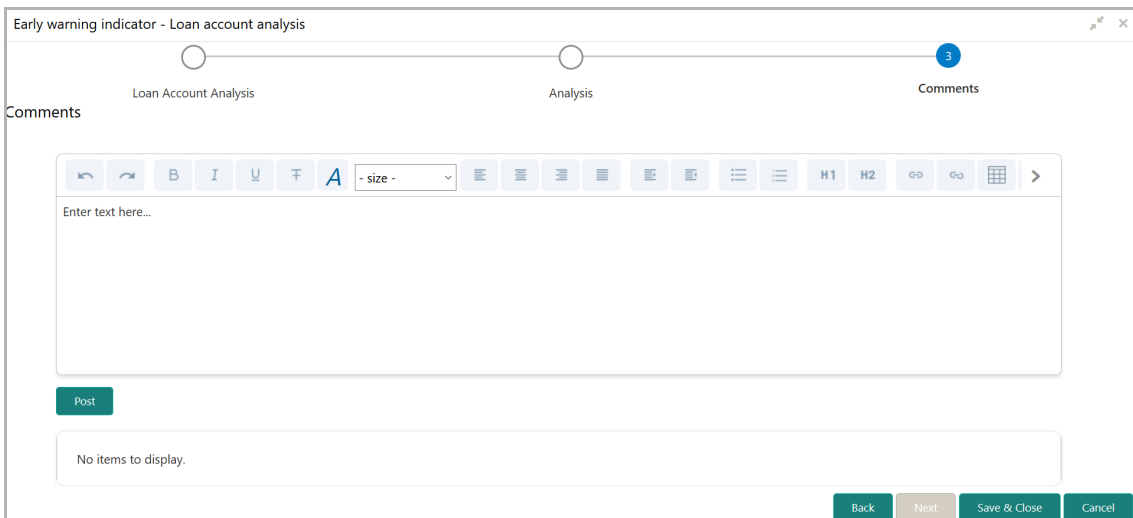 Early warning indicator - Loan account analysis
3
Loan Account Analysis Analysis Comments
Comments
B I U T A - size - H1 H2
Enter text here...
Post
No items to display.
Back Next Save & Close Cancel